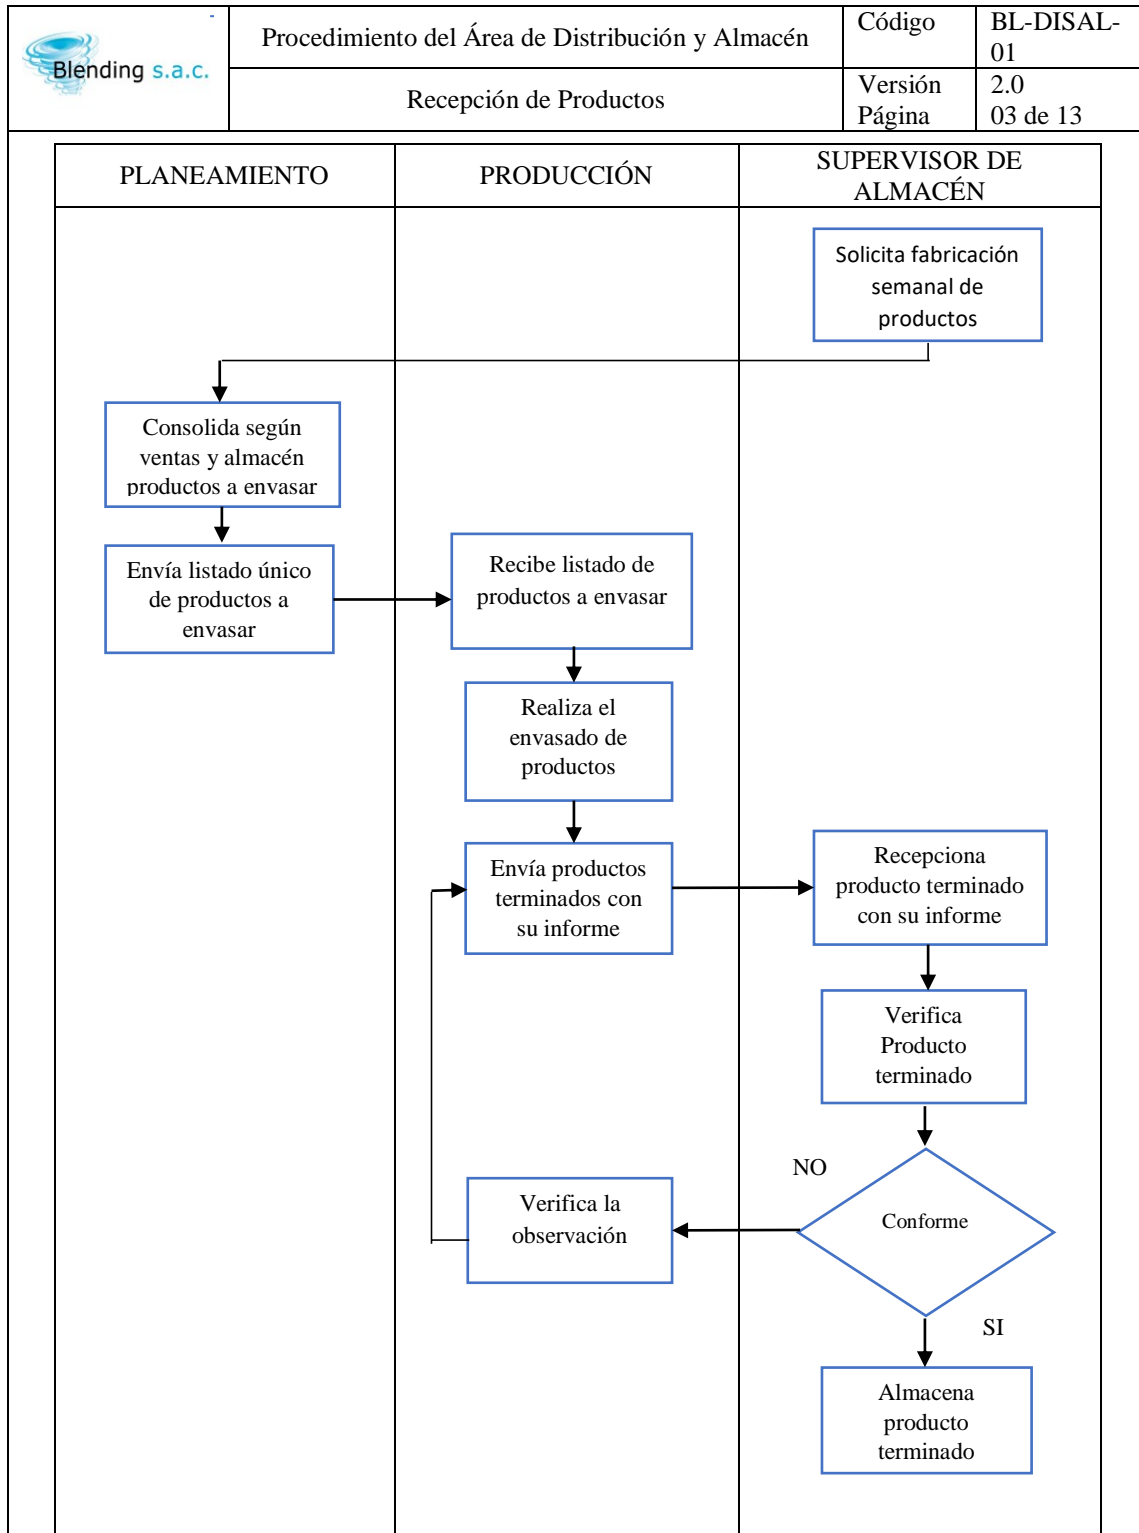 Blending s.a.c.
Procedimiento del Área de Distribución y Almacén
Código
BL-DISAL-
01
Recepción de Productos
Versión
2.0
Página
03 de 13
PLANEAMIENTO
PRODUCCIÓN
SUPERVISOR DE
ALMACÉN
Solicita fabricación
semanal de
productos
Consolida según
ventas y almacén
productos a envasar
Envía listado único
de productos a
envasar
Recibe listado de
productos a envasar
Realiza el
envasado de
productos
Envía productos
terminados con
su informe
Recepciona
producto terminado
con su informe
Verifica
Producto
terminado
NO
Conforme
Verifica la
observación
SI
Almacena
producto
terminado